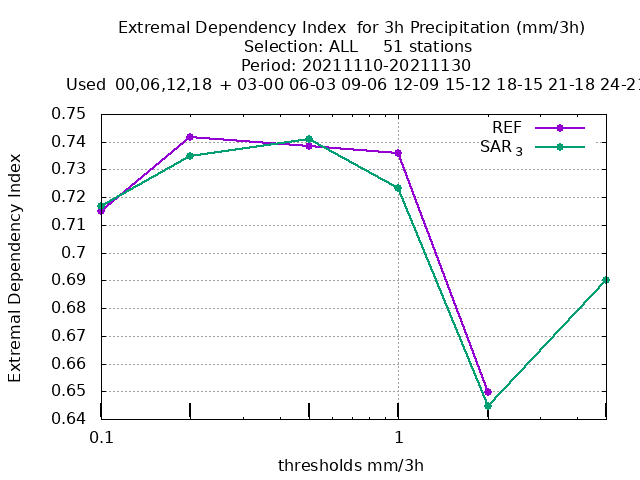 Extremal Dependency Index  for 3h Precipitation (mm/3h)
Selection: ALL     51 stations
Period: 20211110-20211130
Used  00,06,12,18  + 03-00 06-03 09-06 12-09 15-12 18-15 21-18 24-21
REF
SAR 3
0.75
0.74
0.73
0.72
0.71
0.7
0.69
0.68
0.67
0.66
0.65
0.64
Extremal Dependency Index
0.1
1
thresholds mm/3h